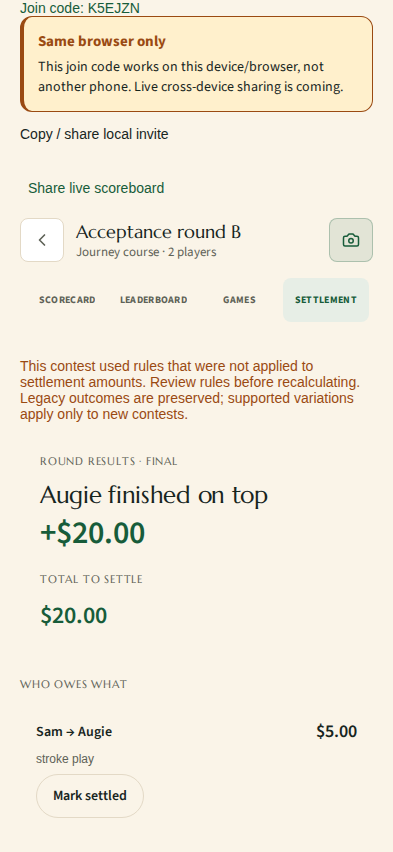 Join code: K5EJZN
Same browser only
This join code works on this device/browser, not
another phone. Live cross-device sharing is coming.
Copy / share local invite
Share live scoreboard
Acceptance round B
Journey course · 2 players
SCORECARD
LEADERBOARD
GAMES
SETTLEMENT
This contest used rules that were not applied to
settlement amounts. Review rules before recalculating.
Legacy outcomes are preserved; supported variations
apply only to new contests.
ROUND RESULTS · FINAL
Augie finished on top
+$20.00
TOTAL TO SETTLE
$20.00
WHO OWES WHAT
Sam → Augie
$5.00
stroke play
Mark settled